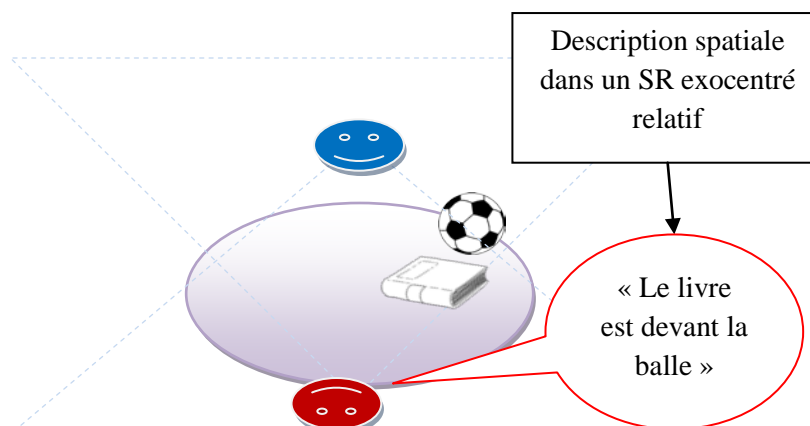 Description spatiale
dans un SR exocentré
relatif
« Le livre
est devant la
balle »